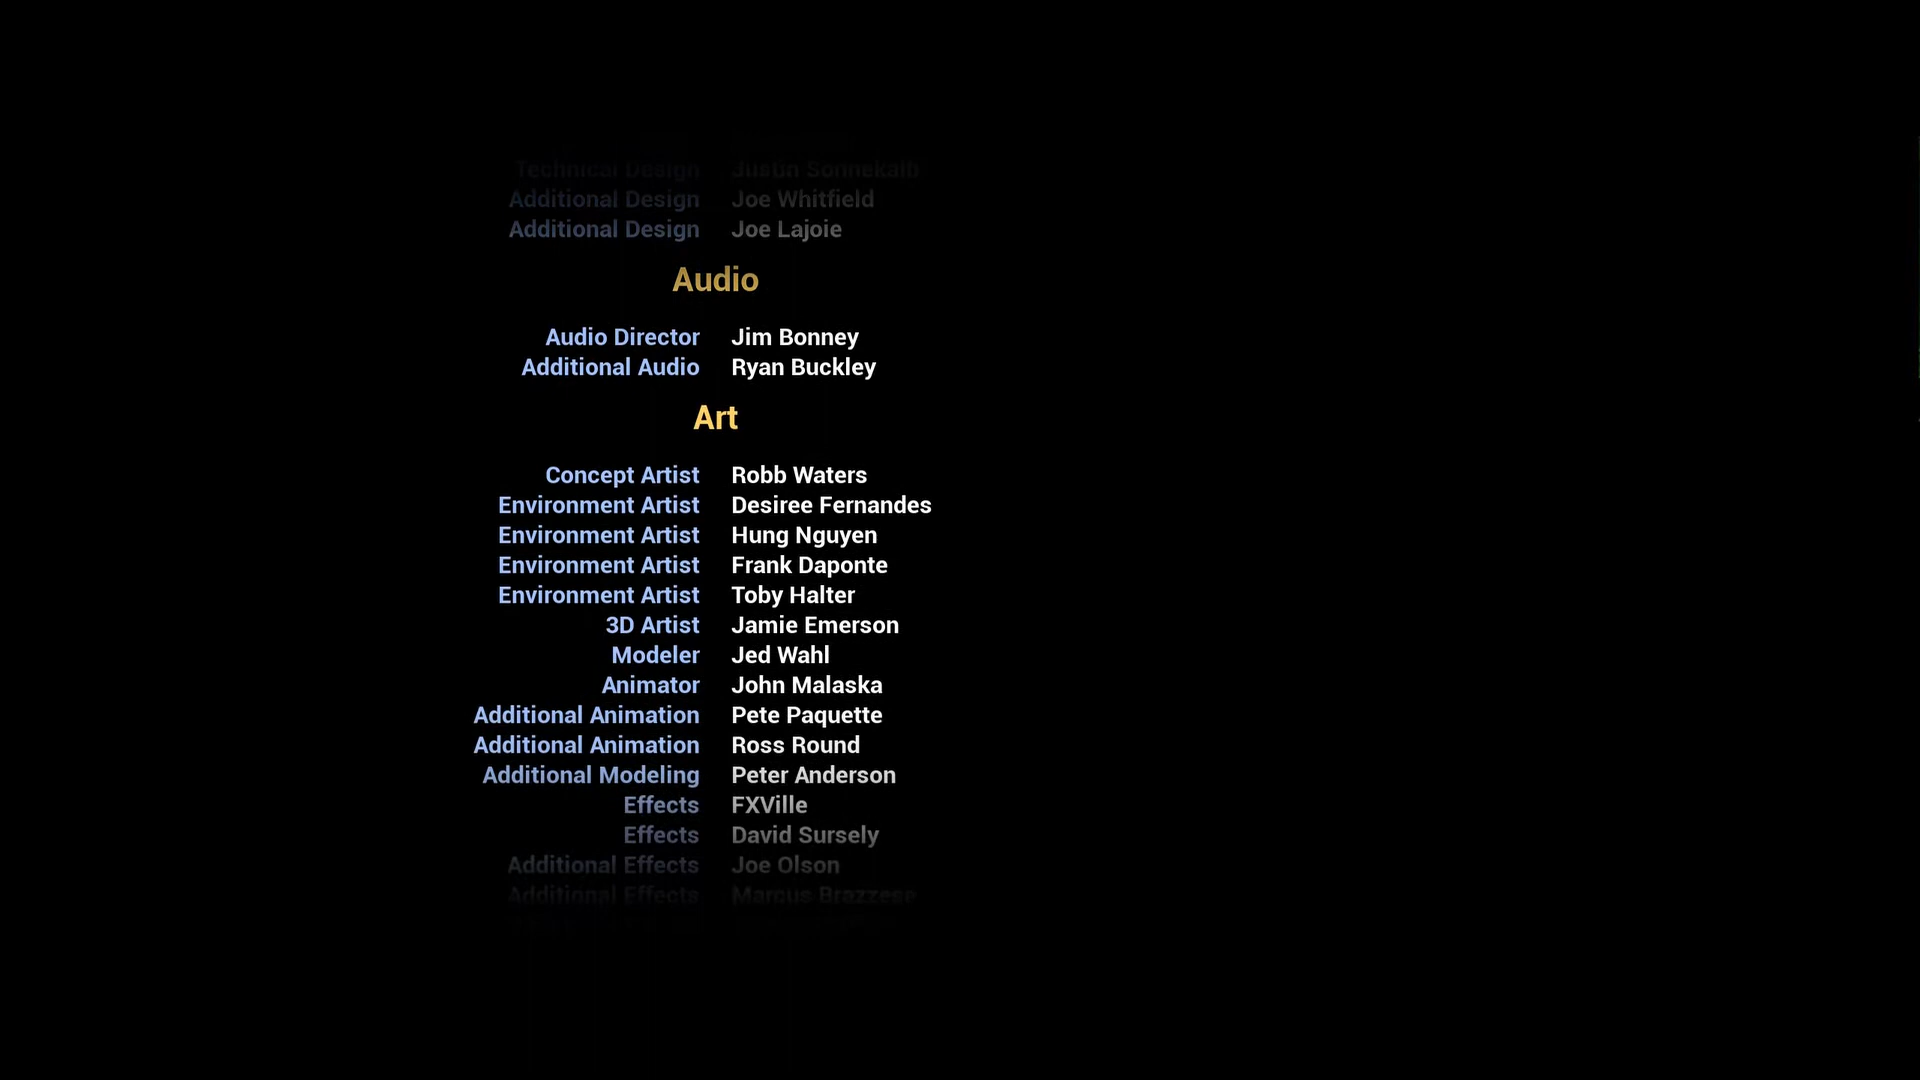 Technical Design Justin Sonnekalb
Additional Design Joe Whitfield
Additional Design Joe Lajoie
Audio
Audio Director Jim Bonney
Additional Audio Ryan Buckley
Art
Concept Artist Robb Waters
Environment Artist Desiree Fernandes
Environment Artist Hung Nguyen
Environment Artist Frank Daponte
Environment Artist Toby Halter
3D Artist Jamie Emerson
Modeler Jed Wahl
Animator John Malaska
Additional Animation Pete Paquette
Additional Animation Ross Round
Additional Modeling Peter Anderson
Effects FXVille
Effects David Sursely
Additional Effects Joe Olson
Additional Effects Marcus Brazzese